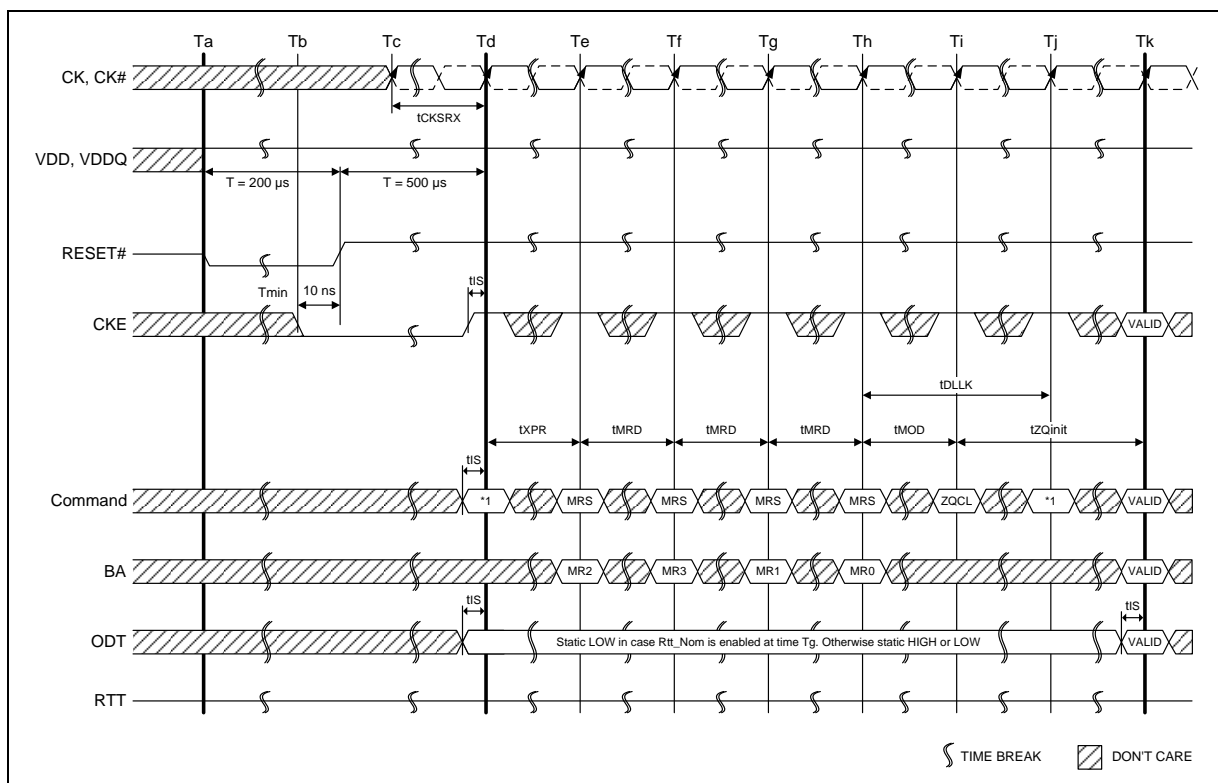 Ta Tb Tc Td Te Tf Tg Th Ti Tj Tk
CK, CK#
tCKSRX
VDD, VDDQ
T = 200 µs T = 500 µs
RESET#
tIS
Tmin 10 ns
CKE VALID
tDLLK
tXPR tMRD tMRD tMRD tMOD tZQinit
tIS
Command *1 MRS MRS MRS MRS ZQCL *1 VALID
BA MR2 MR3 MR1 MR0 VALID
tIS tIS
ODT Static LOW in case Rtt_Nom is enabled at time Tg. Otherwise static HIGH or LOW VALID
RTT
TIME BREAK DON'T CARE